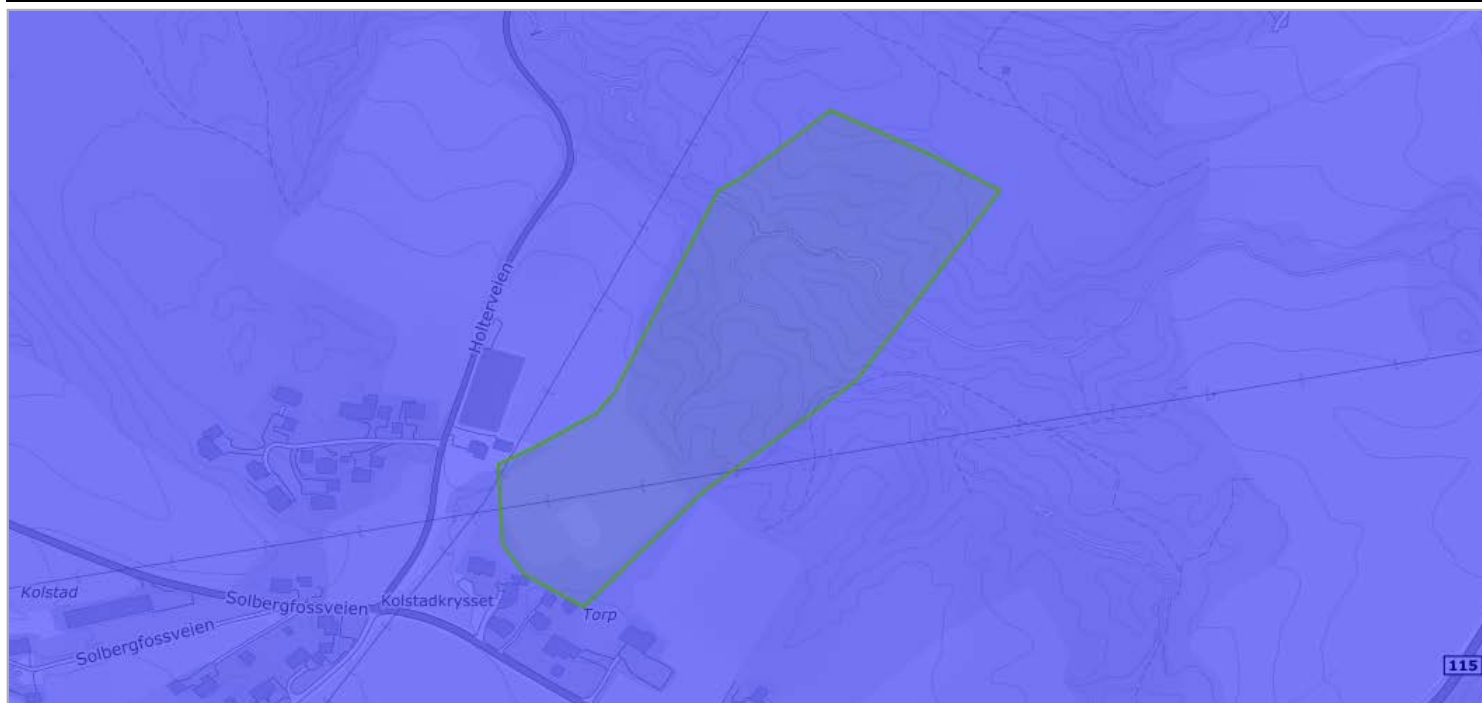 Holterveien
Kolstad
Solbergfossveien
Kolstadkrysset
Solbergfossveien
Torp
115